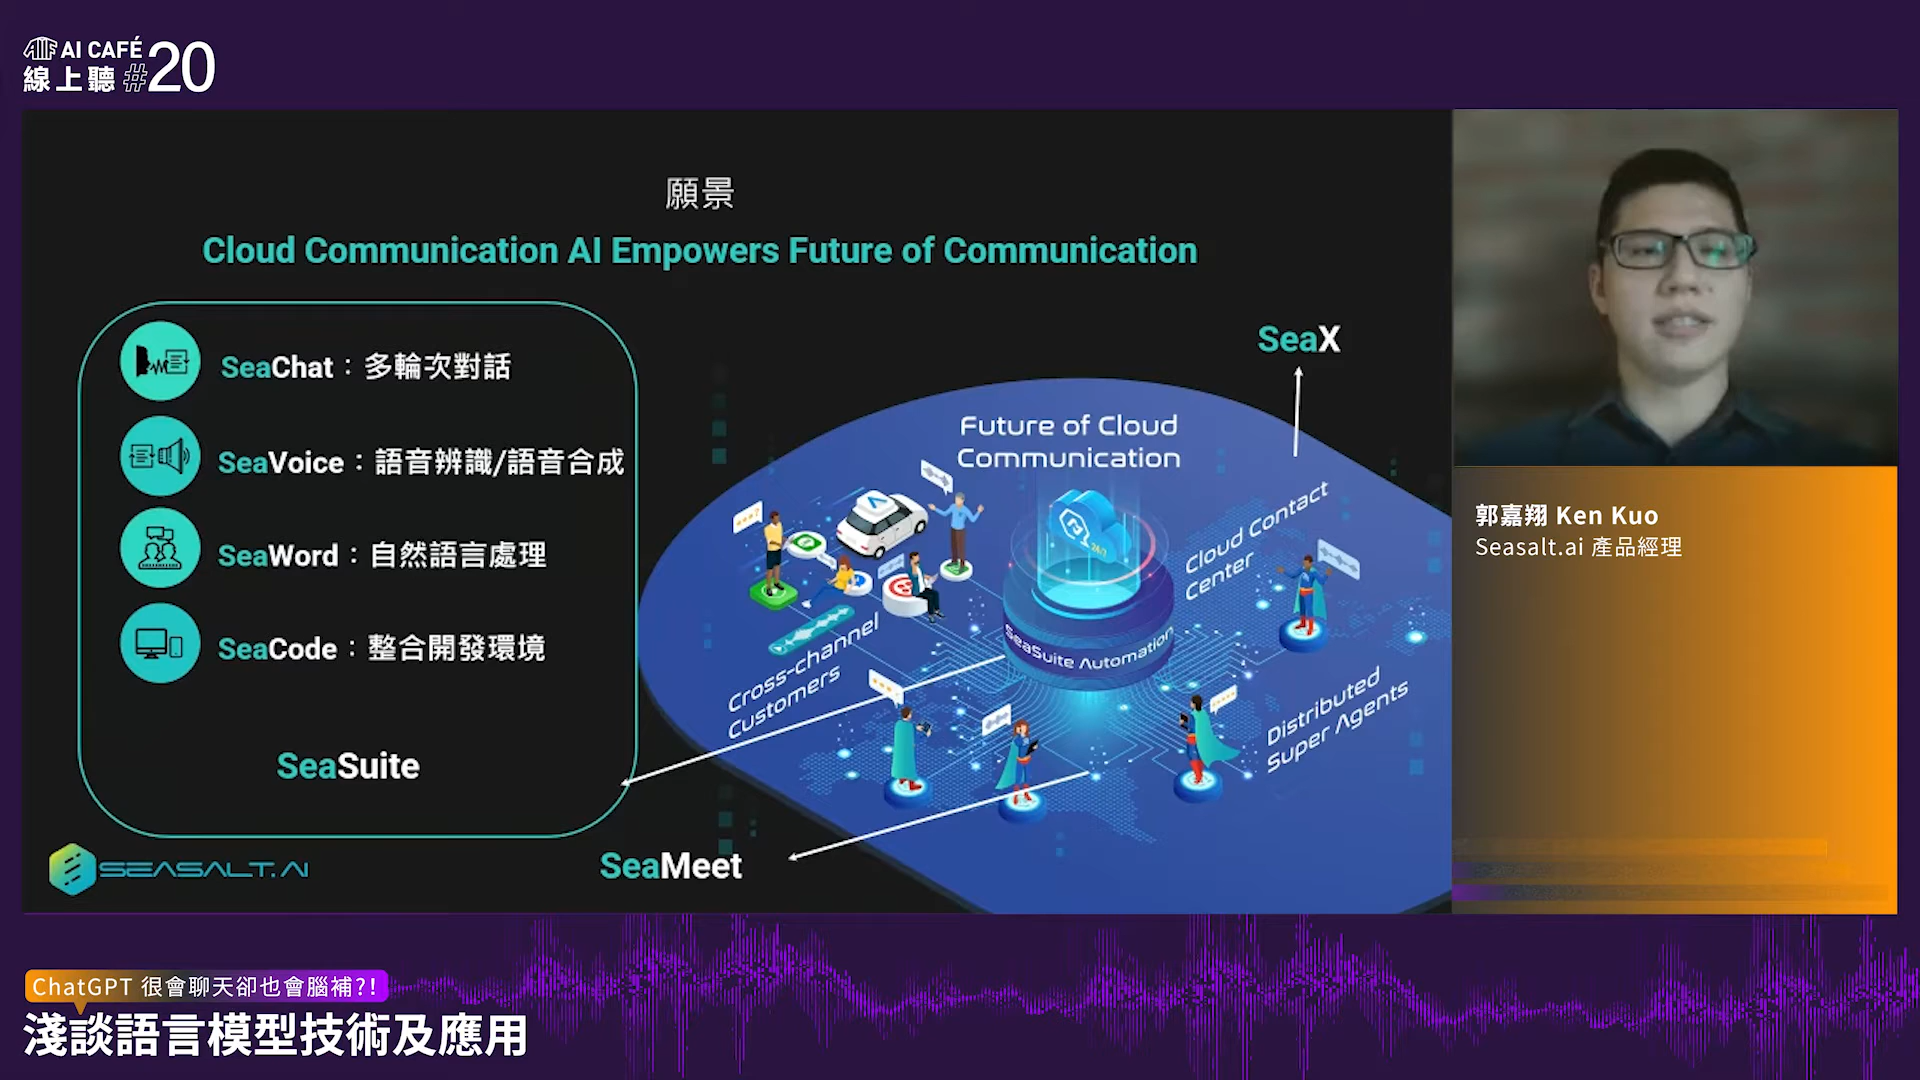 AIF AI CAFÉ
線上聽 #20
願景
Cloud Communication AI Empowers Future of Communication
SeaChat：多輪次對話
SeaVoice：語音辨識/語音合成
SeaWord：自然語言處理
SeaCode：整合開發環境
SeaSuite
SEASALT.AI
SeaX
Future of Cloud
Communication
Cloud Contact
Center
SeaSuite Automation
Cross-channel
Customers
Distributed
Super Agents
24/7
SeaMeet
郭嘉翔 Ken Kuo
Seasalt.ai 產品經理
ChatGPT 很會聊天卻也會腦補?!
淺談語言模型技術及應用